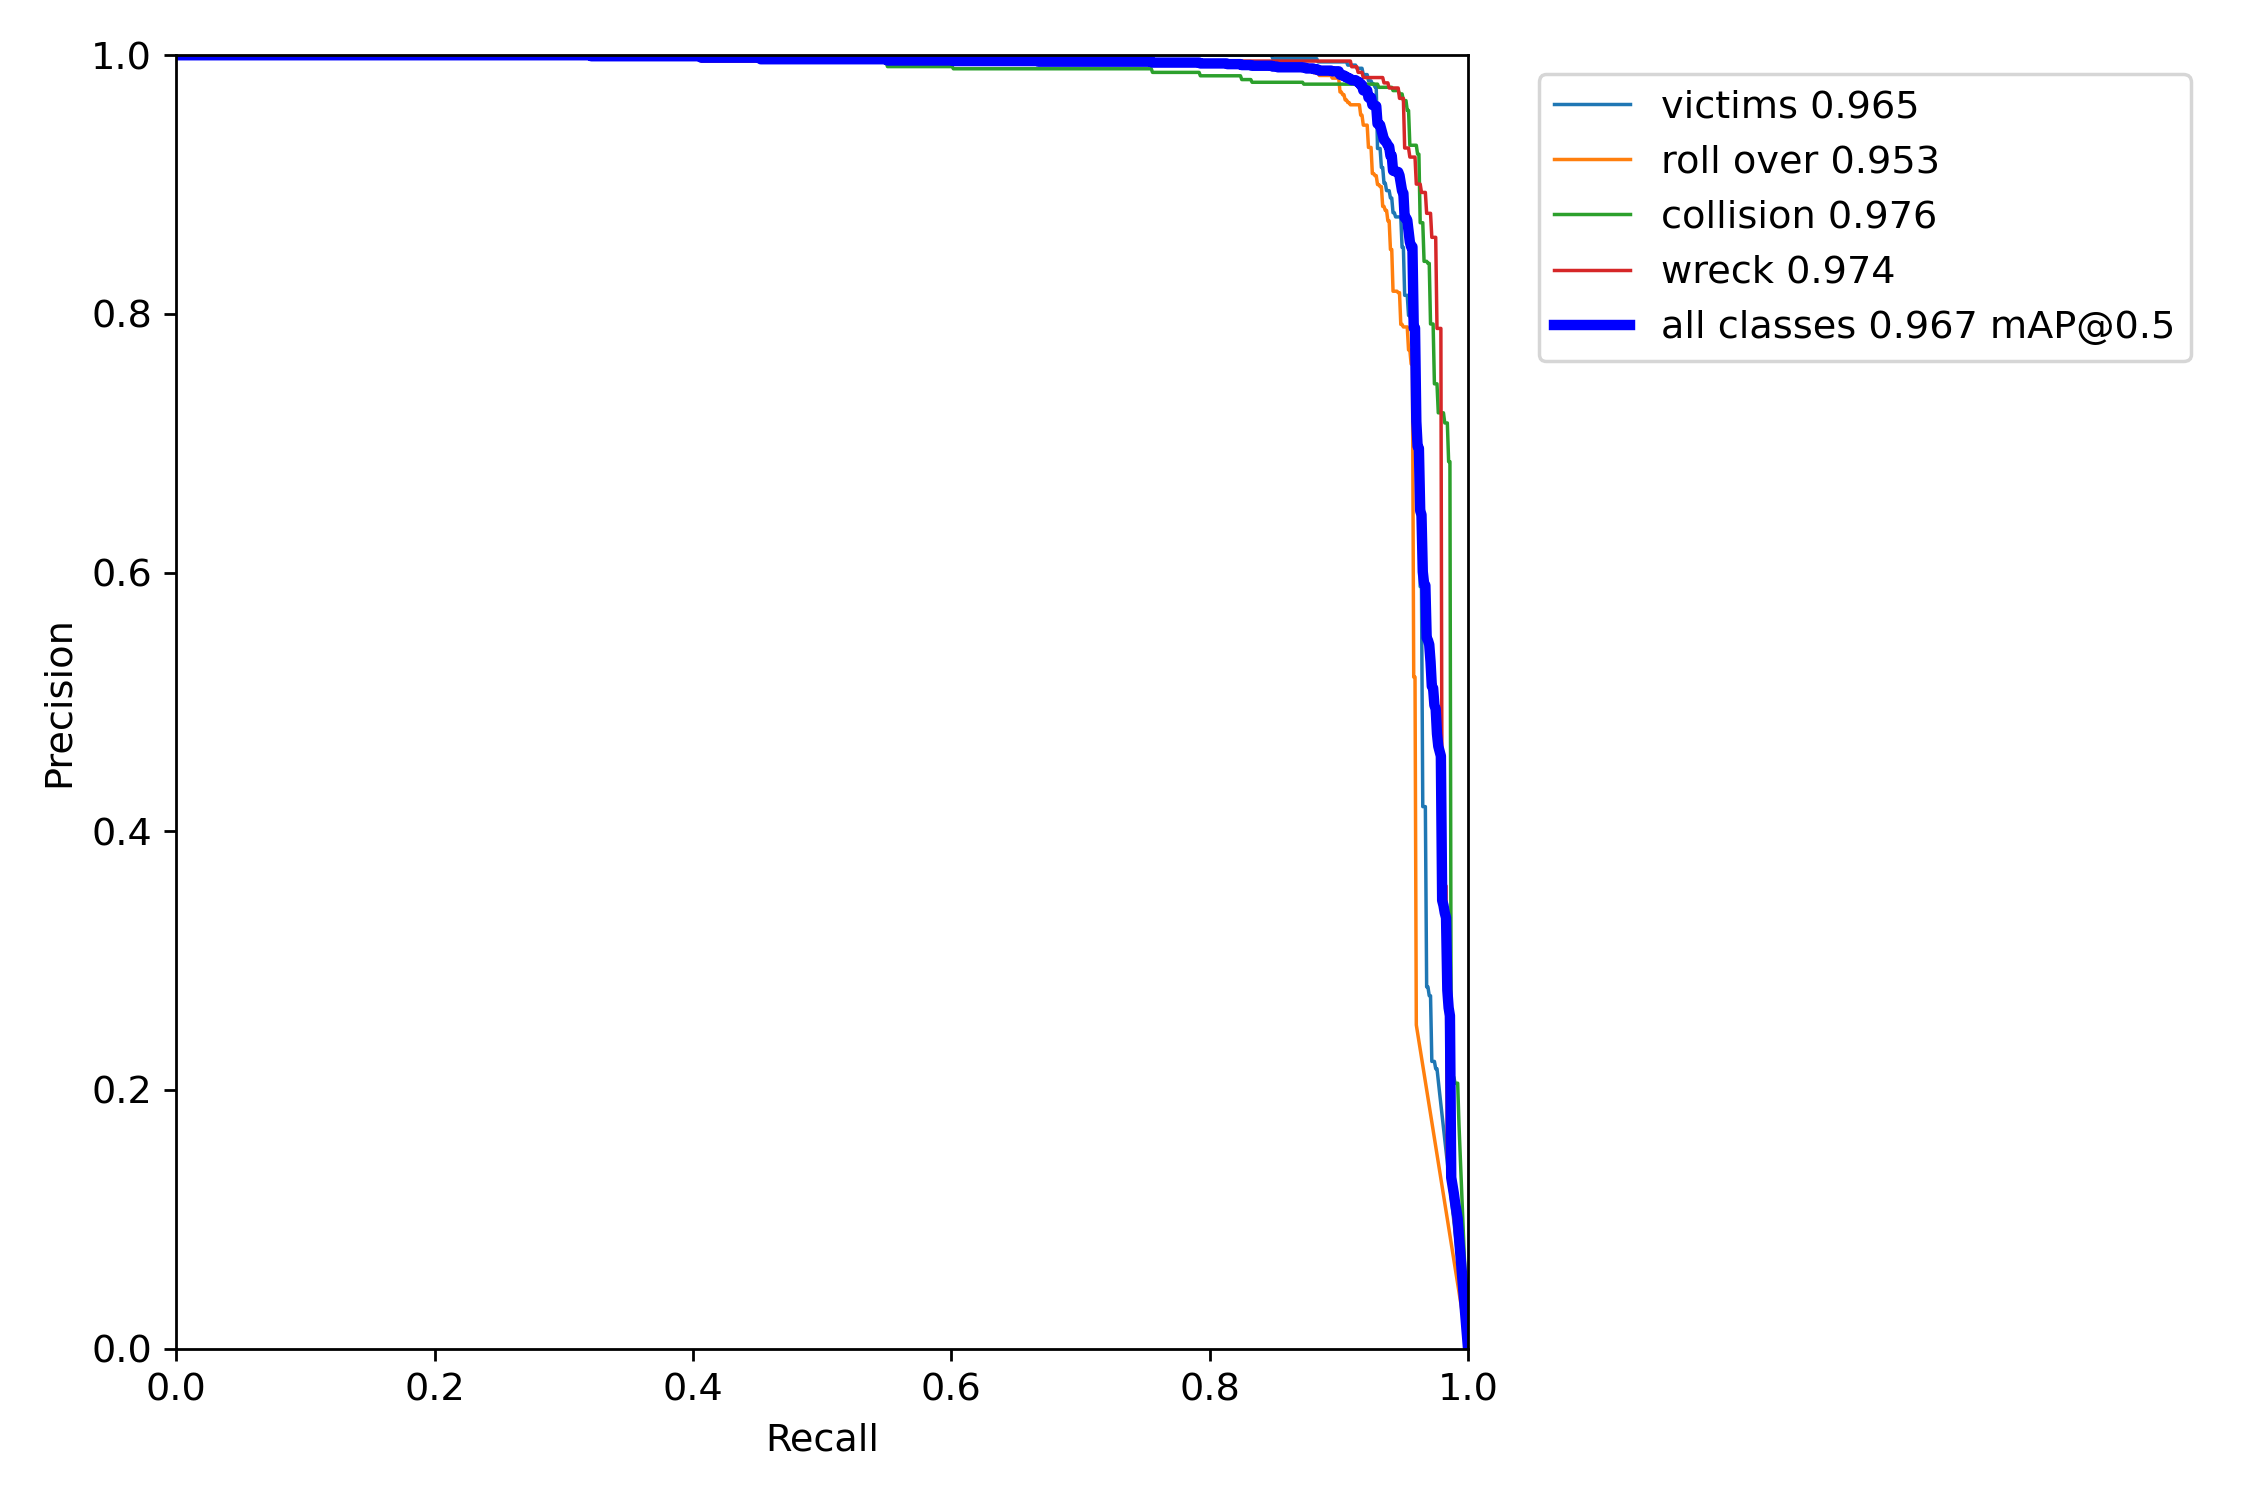 1.0
0.8
0.6
0.4
0.2
0.0
Precision
0.0 0.2 0.4 0.6 0.8 1.0
Recall
victims 0.965
roll over 0.953
collision 0.976
wreck 0.974
all classes 0.967 mAP@0.5